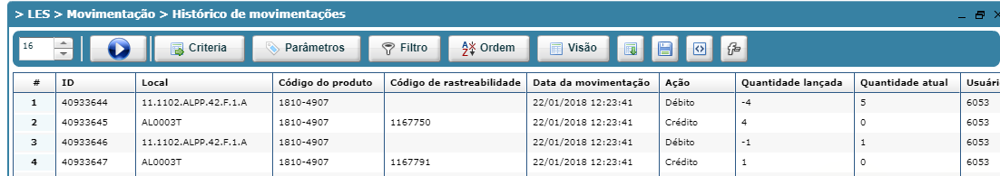 > LES > Movimentação > Histórico de movimentações
16 Criteria Parâmetros Filtro Ordem Visão
# ID Local Código do produto Código de rastreabilidade Data da movimentação Ação Quantidade lançada Quantidade atual Usuári
1 40933644 11.1102.ALPP.42.F.1.A 1810-4907 22/01/2018 12:23:41 Débito -4 5 6053
2 40933645 AL0003T 1810-4907 1167750 22/01/2018 12:23:41 Crédito 4 0 6053
3 40933646 11.1102.ALPP.42.F.1.A 1810-4907 22/01/2018 12:23:41 Débito -1 1 6053
4 40933647 AL0003T 1810-4907 1167791 22/01/2018 12:23:41 Crédito 1 0 6053